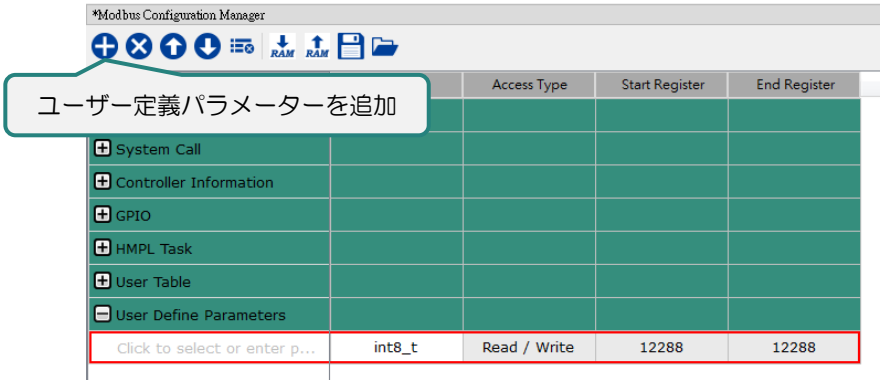 *Modbus Configuration Manager
RAM RAM
ユーザー定義パラメーターを追加
Access Type Start Register End Register
System Call
Controller Information
GPIO
HMPL Task
User Table
User Define Parameters
Click to select or enter p... int8_t Read / Write 12288 12288